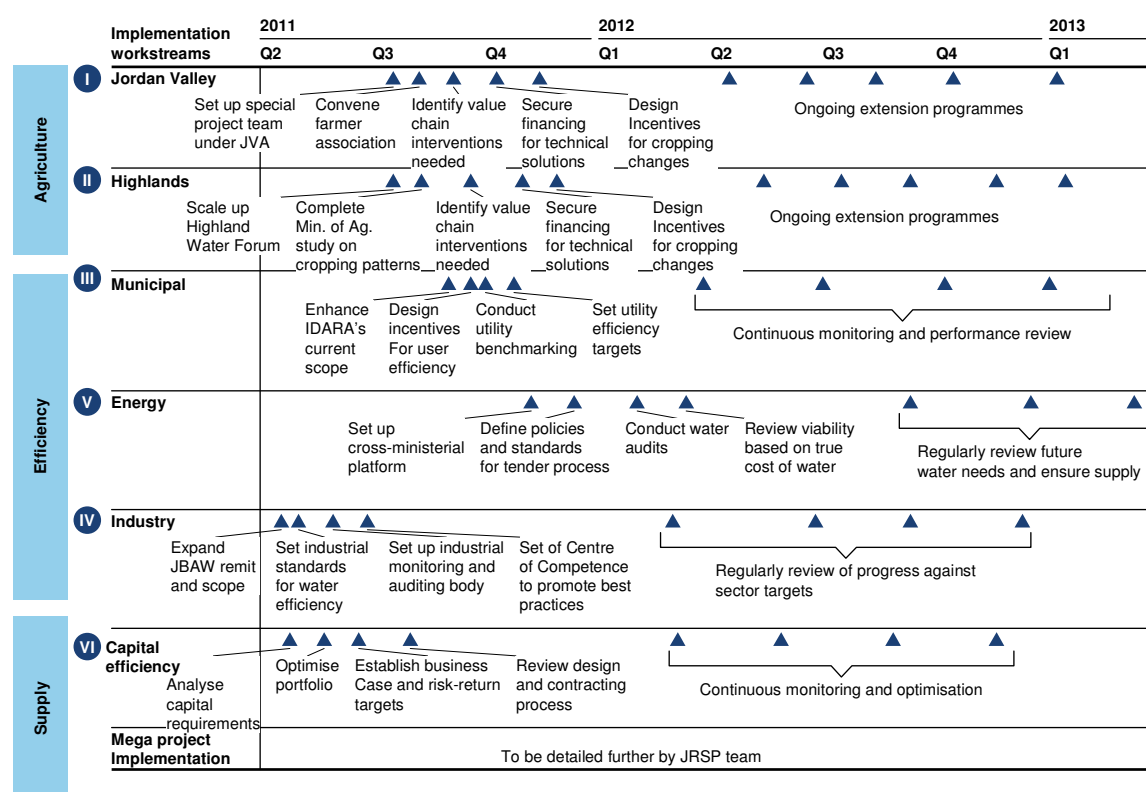 Implementation
workstreams
2011
2012
2013
Q2
Q3
Q4
Q1
Q2
Q3
Q4
Q1
Agriculture
I
Jordan Valley
Set up special
project team
under JVA
Convene
farmer
association
Identify value
chain
interventions
needed
Secure
financing
for technical
solutions
Design
Incentives
for cropping
changes
Ongoing extension programmes
II
Highlands
Scale up
Highland
Water Forum
Complete
Min. of Ag.
study on
cropping patterns
Identify value
chain
interventions
needed
Secure
financing
for technical
solutions
Design
Incentives
for cropping
changes
Ongoing extension programmes
Efficiency
III
Municipal
Enhance
IDARA's
current
scope
Design
incentives
For user
efficiency
Conduct
utility
benchmarking
Set utility
efficiency
targets
Continuous monitoring and performance review
V
Energy
Set up
cross-ministerial
platform
Define policies
and standards
for tender process
Conduct water
audits
Review viability
based on true
cost of water
Regularly review future
water needs and ensure supply
IV
Industry
Expand
JBAW remit
and scope
Set industrial
standards
for water
efficiency
Set up industrial
monitoring and
auditing body
Set of Centre
of Competence
to promote best
practices
Regularly review of progress against
sector targets
Supply
VI
Capital
efficiency
Analyse
capital
requirements
Optimise
portfolio
Establish business
Case and risk-return
targets
Review design
and contracting
process
Continuous monitoring and optimisation
Mega project
Implementation
To be detailed further by JRSP team